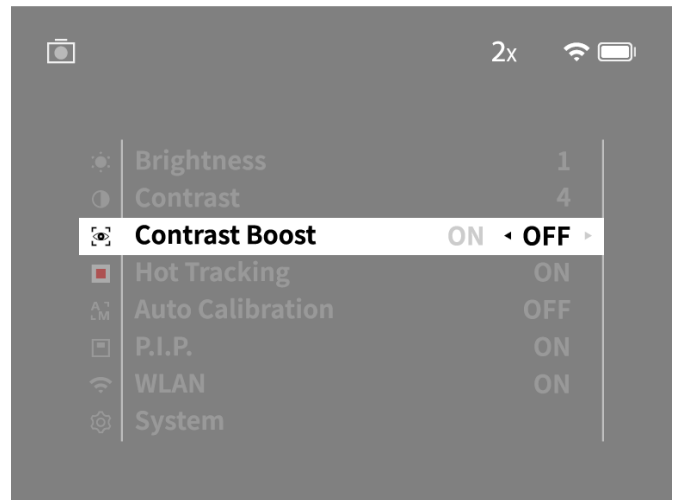 2x
Brightness 1
Contrast 4
Contrast Boost ON OFF
Hot Tracking ON
Auto Calibration OFF
P.I.P. ON
WLAN ON
System